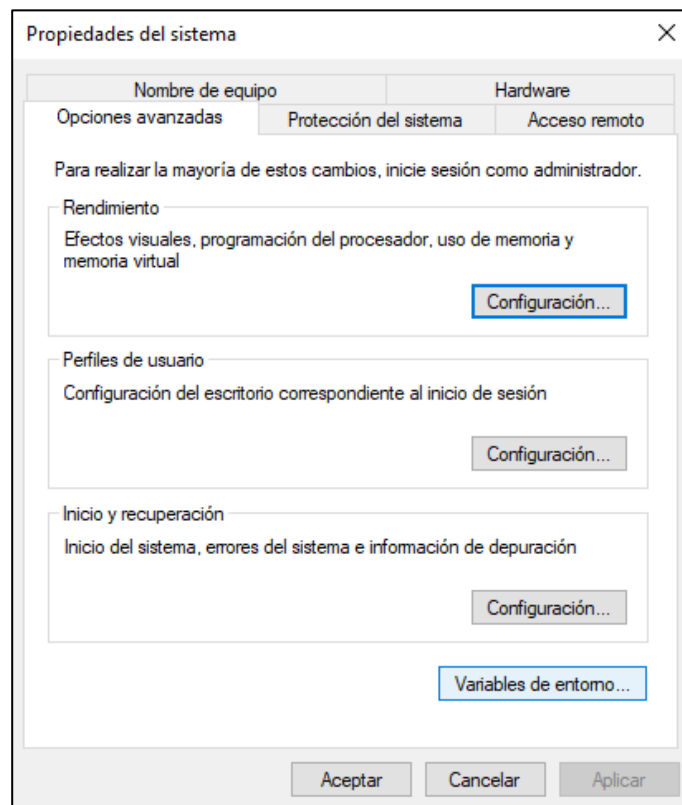 Propiedades del sistema
Nombre de equipo
Hardware
Opciones avanzadas
Protección del sistema
Acceso remoto
Para realizar la mayoría de estos cambios, inicie sesión como administrador.
Rendimiento
Efectos visuales, programación del procesador, uso de memoria y
memoria virtual
Configuración...
Perfiles de usuario
Configuración del escritorio correspondiente al inicio de sesión
Configuración...
Inicio y recuperación
Inicio del sistema, errores del sistema e información de depuración
Configuración...
Variables de entorno...
Aceptar
Cancelar
Aplicar